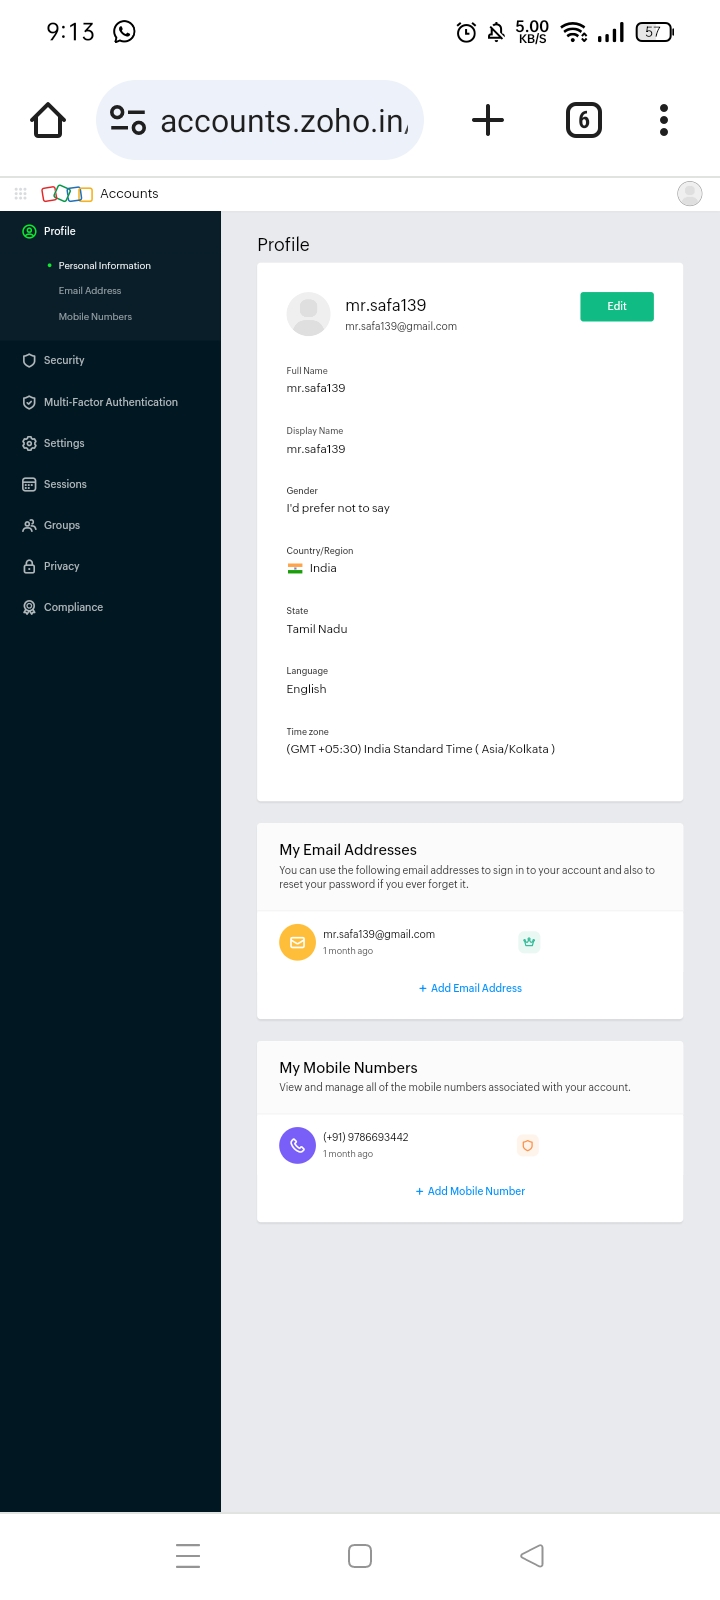 9:13
5.00
KB/S
57
accounts.zoho.in/
6
Accounts
Profile
Personal Information
Email Address
Mobile Numbers
Security
Multi-Factor Authentication
Settings
Sessions
Groups
Privacy
Compliance
Profile
mr.safa139
mr.safa139@gmail.com
Edit
Full Name
mr.safa139
Display Name
mr.safa139
Gender
I'd prefer not to say
Country/Region
India
State
Tamil Nadu
Language
English
Time zone
(GMT +05:30) India Standard Time ( Asia/Kolkata )
My Email Addresses
You can use the following email addresses to sign in to your account and also to
reset your password if you ever forget it.
mr.safa139@gmail.com
1 month ago
+ Add Email Address
My Mobile Numbers
View and manage all of the mobile numbers associated with your account.
(+91) 9786693442
1 month ago
+ Add Mobile Number